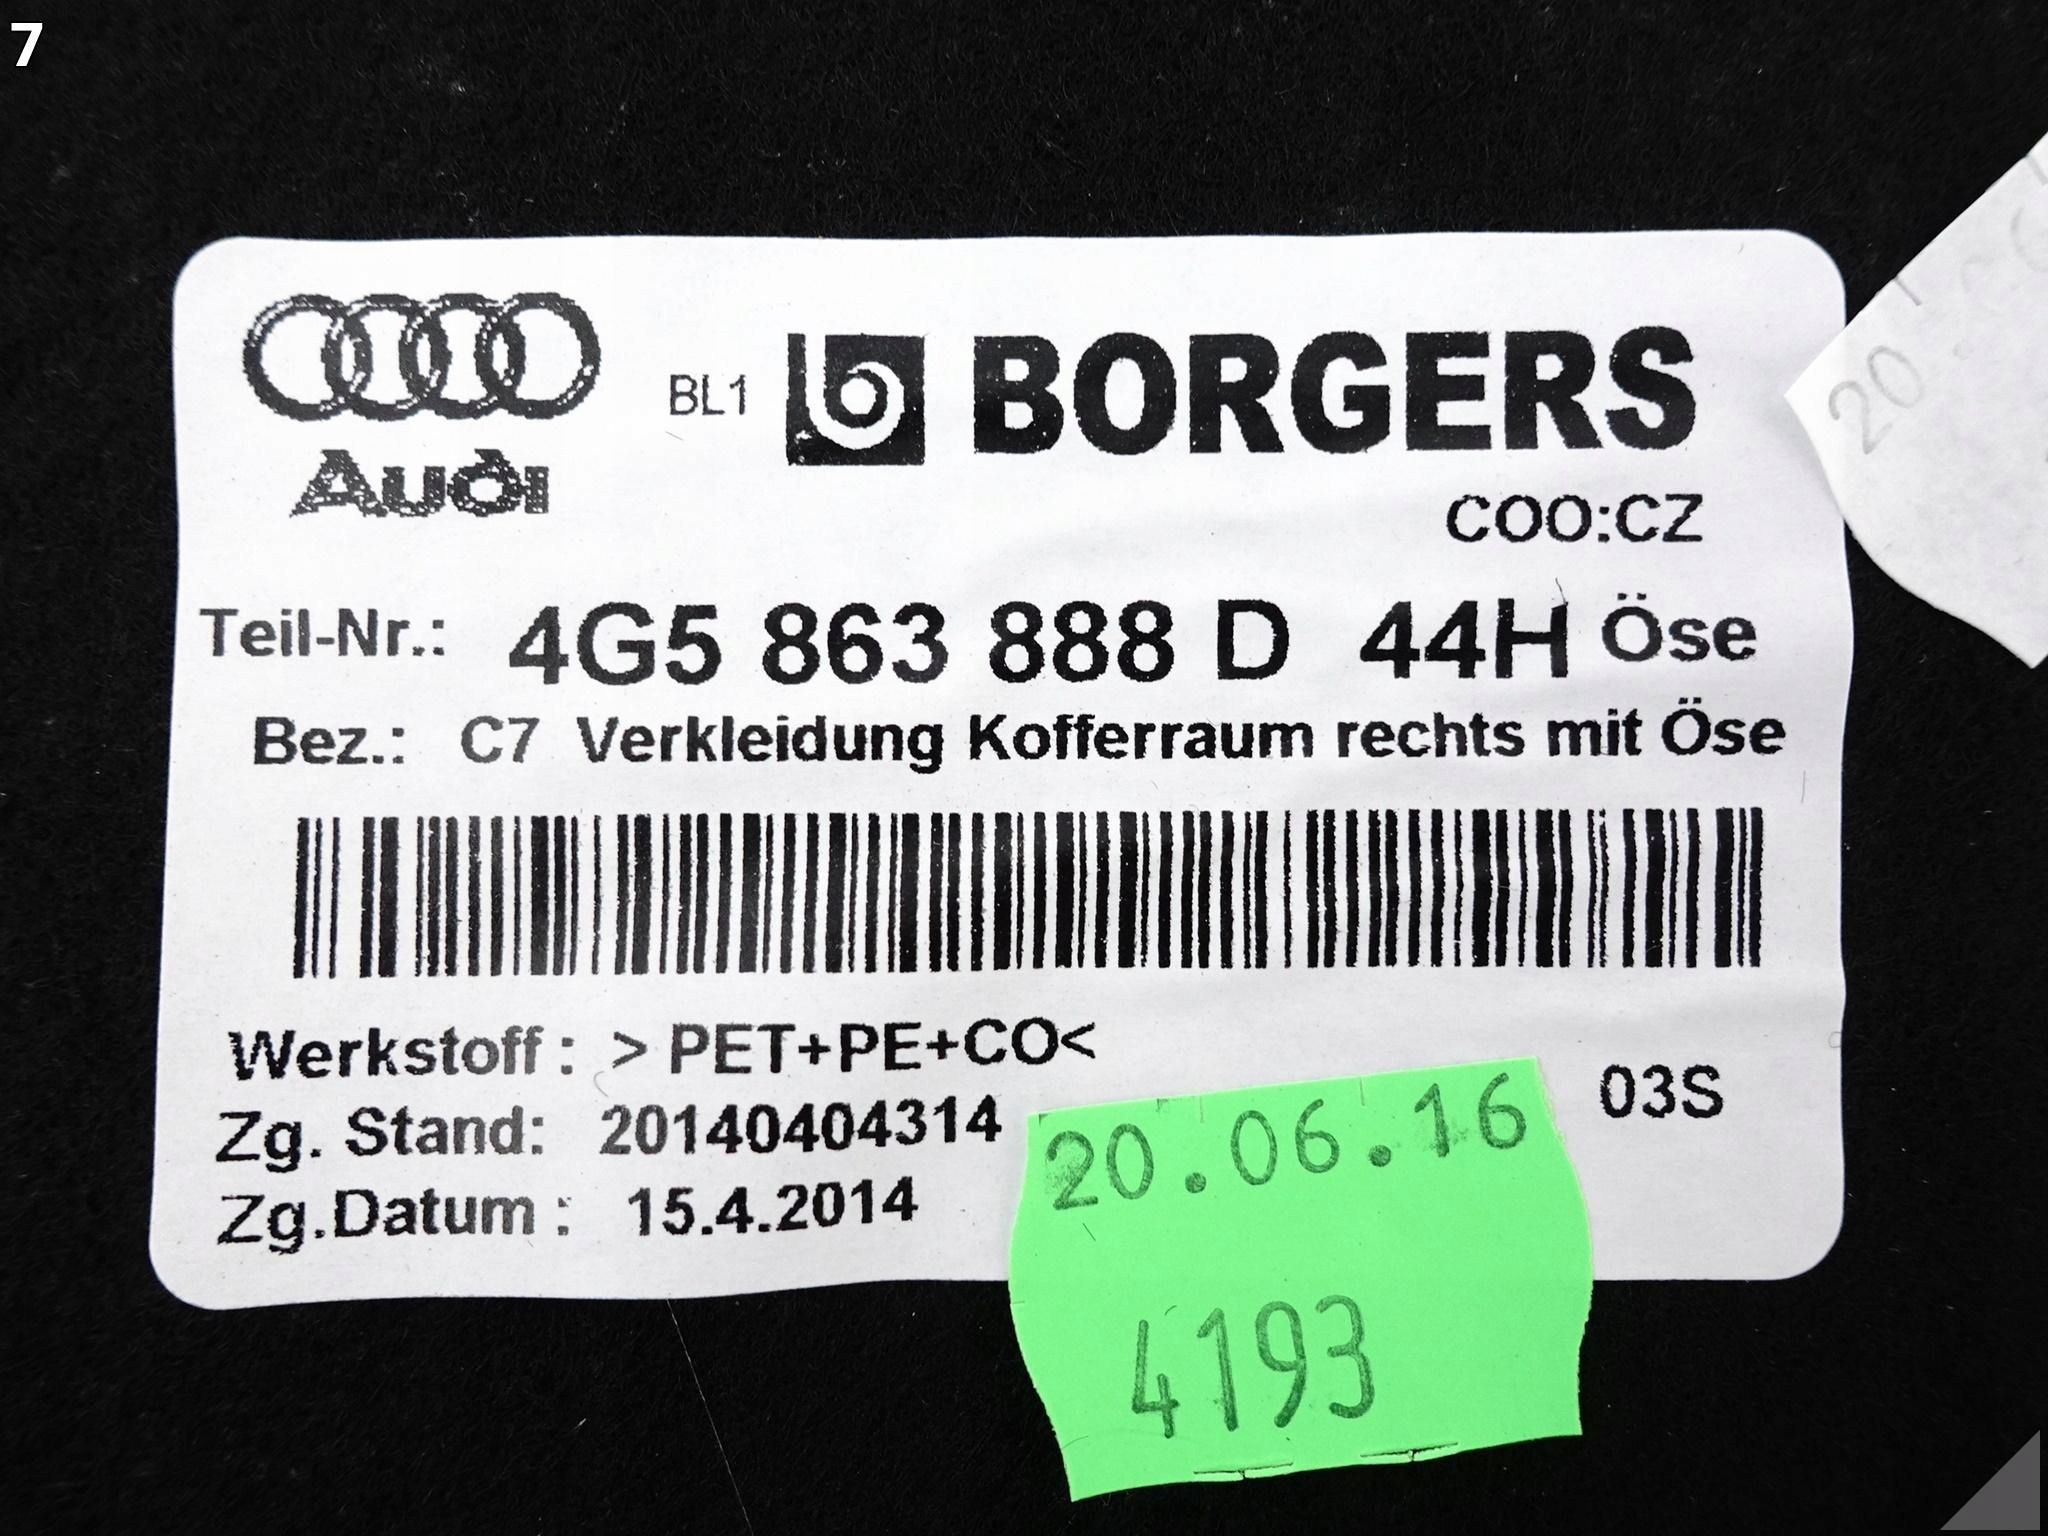 7
Audi
BL1
BORGERS
COO:CZ
Teil-Nr.: 4G5 863 888 D 44H Öse
Bez.: C7 Verkleidung Kofferraum rechts mit Öse
Werkstoff : > PET+PE+CO<
03S
Zg. Stand: 20140404314
Zg.Datum : 15.4.2014
20.06.16
4193
20